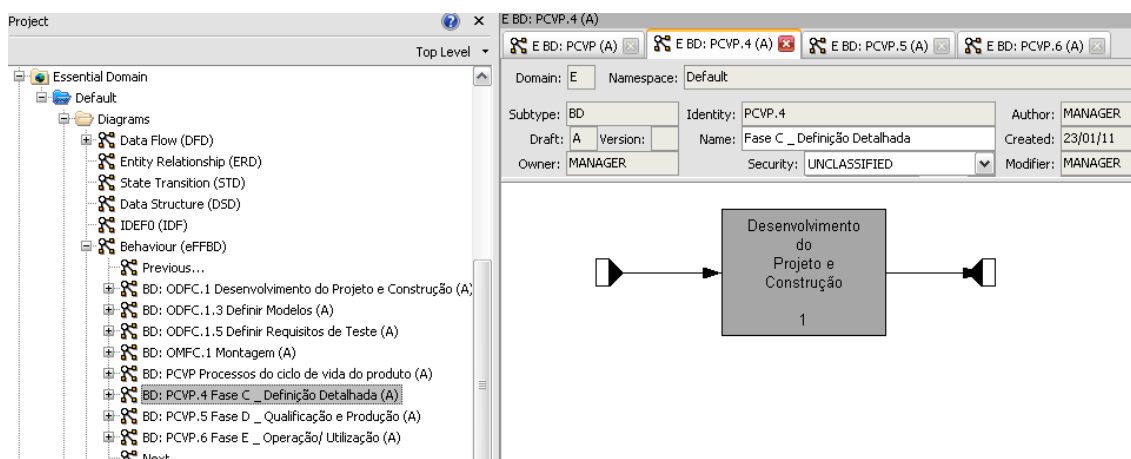 Project
Top Level
Essential Domain
Default
Diagrams
Data Flow (DFD)
Entity Relationship (ERD)
State Transition (STD)
Data Structure (DSD)
IDEF0 (IDF)
Behaviour (eFFBD)
Previous...
BD: ODFC.1 Desenvolvimento do Projeto e Construção (A)
BD: ODFC.1.3 Definir Modelos (A)
BD: ODFC.1.5 Definir Requisitos de Teste (A)
BD: OMFC.1 Montagem (A)
BD: PCVP Processos do ciclo de vida do produto (A)
BD: PCVP.4 Fase C _ Definição Detalhada (A)
BD: PCVP.5 Fase D _ Qualificação e Produção (A)
BD: PCVP.6 Fase E _ Operação/ Utilização (A)
Next
E BD: PCVP.4 (A)
E BD: PCVP (A) E BD: PCVP.4 (A) E BD: PCVP.5 (A) E BD: PCVP.6 (A)
Domain: E Namespace: Default
Subtype: BD Identity: PCVP.4 Author: MANAGER
Draft: A Version: Name: Fase C _ Definição Detalhada Created: 23/01/11
Owner: MANAGER Security: UNCLASSIFIED Modifier: MANAGER
Desenvolvimento
do
Projeto e
Construção
1